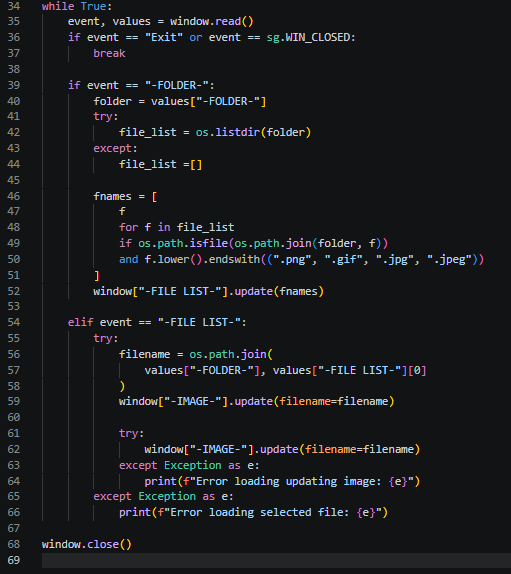 34 while True:
35     event, values = window.read()
36     if event == "Exit" or event == sg.WIN_CLOSED:
37         break
38
39     if event == "-FOLDER-":
40         folder = values["-FOLDER-"]
41         try:
42             file_list = os.listdir(folder)
43         except:
44             file_list =[]
45
46         fnames = [
47             f
48             for f in file_list
49             if os.path.isfile(os.path.join(folder, f))
50             and f.lower().endswith((".png", ".gif", ".jpg", ".jpeg"))
51         ]
52         window["-FILE LIST-"].update(fnames)
53
54     elif event == "-FILE LIST-":
55         try:
56             filename = os.path.join(
57                 values["-FOLDER-"], values["-FILE LIST-"][0]
58             )
59             window["-IMAGE-"].update(filename=filename)
60
61             try:
62                 window["-IMAGE-"].update(filename=filename)
63             except Exception as e:
64                 print(f"Error loading updating image: {e}")
65         except Exception as e:
66             print(f"Error loading selected file: {e}")
67
68 window.close()
69